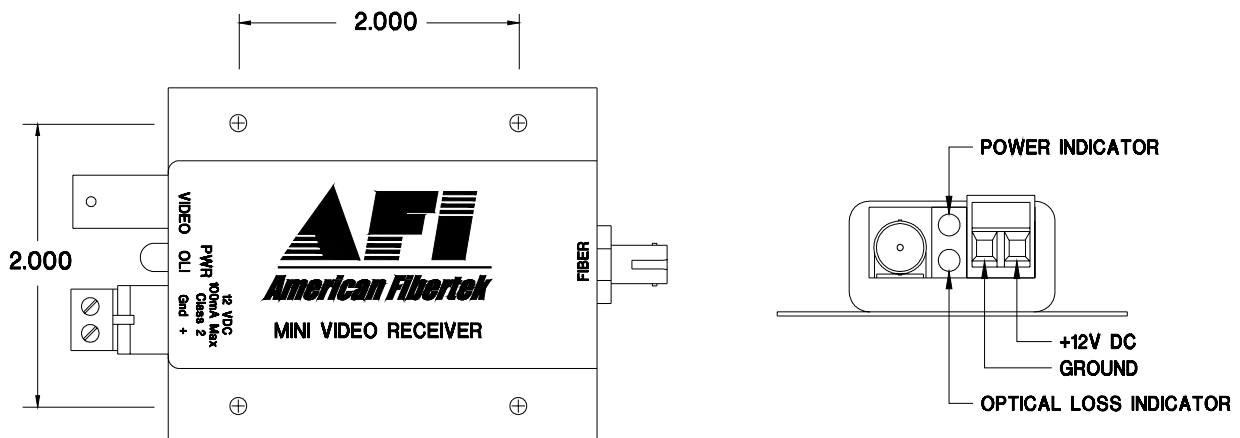 2.000
2.000
VIDEO
OLI
PWR
12 VDC
100mA Max
Class 2
Gnd +
AFI
American Fibertek
MINI VIDEO RECEIVER
FIBER
POWER INDICATOR
+12V DC
GROUND
OPTICAL LOSS INDICATOR